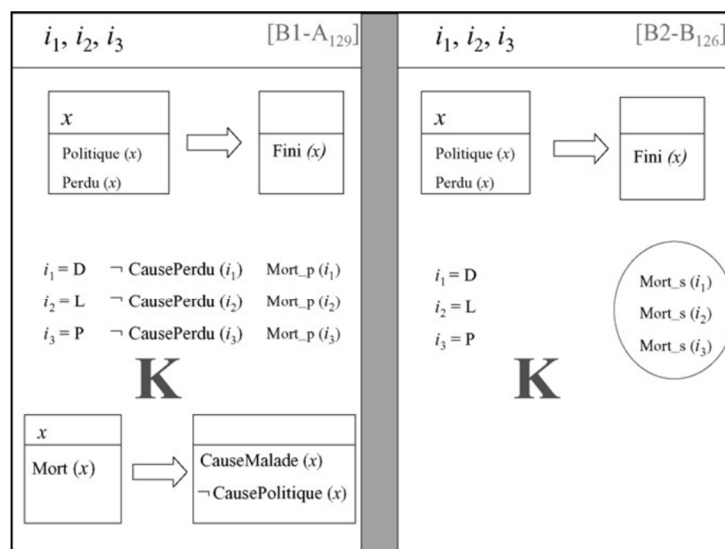 i₁, i₂, i₃ [B1-A₁₂₉]
x
Politique (x)
Perdu (x)
Fini (x)
i₁ = D ¬ CausePerdu (i₁) Mort_p (i₁)
i₂ = L ¬ CausePerdu (i₂) Mort_p (i₂)
i₃ = P ¬ CausePerdu (i₃) Mort_p (i₃)
K
x
Mort (x)
CauseMalade (x)
¬ CausePolitique (x)
i₁, i₂, i₃ [B2-B₁₂₆]
x
Politique (x)
Perdu (x)
Fini (x)
i₁ = D Mort_s (i₁)
i₂ = L Mort_s (i₂)
i₃ = P Mort_s (i₃)
K